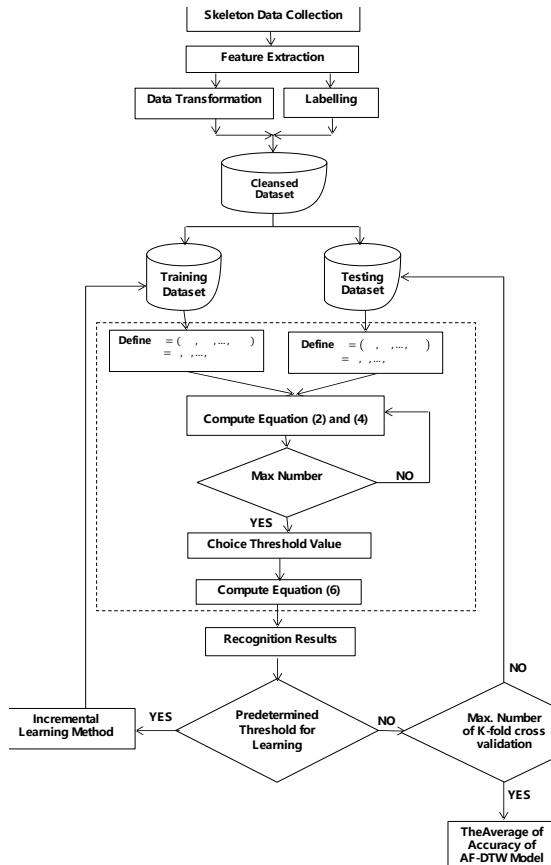 Skeleton Data Collection
Feature Extraction
Data Transformation
Labelling
Cleansed
Dataset
Training
Dataset
Testing
Dataset
Define = ( , ,..., )
= , ,...,
Define = ( , ,..., )
= , ,...,
Compute Equation (2) and (4)
Max Number
NO
YES
Choice Threshold Value
Compute Equation (6)
Recognition Results
NO
Incremental
Learning Method
YES
Predetermined
Threshold for
Learning
NO
Max. Number
of K-fold cross
validation
YES
TheAverage of
Accuracy of
AF-DTW Model